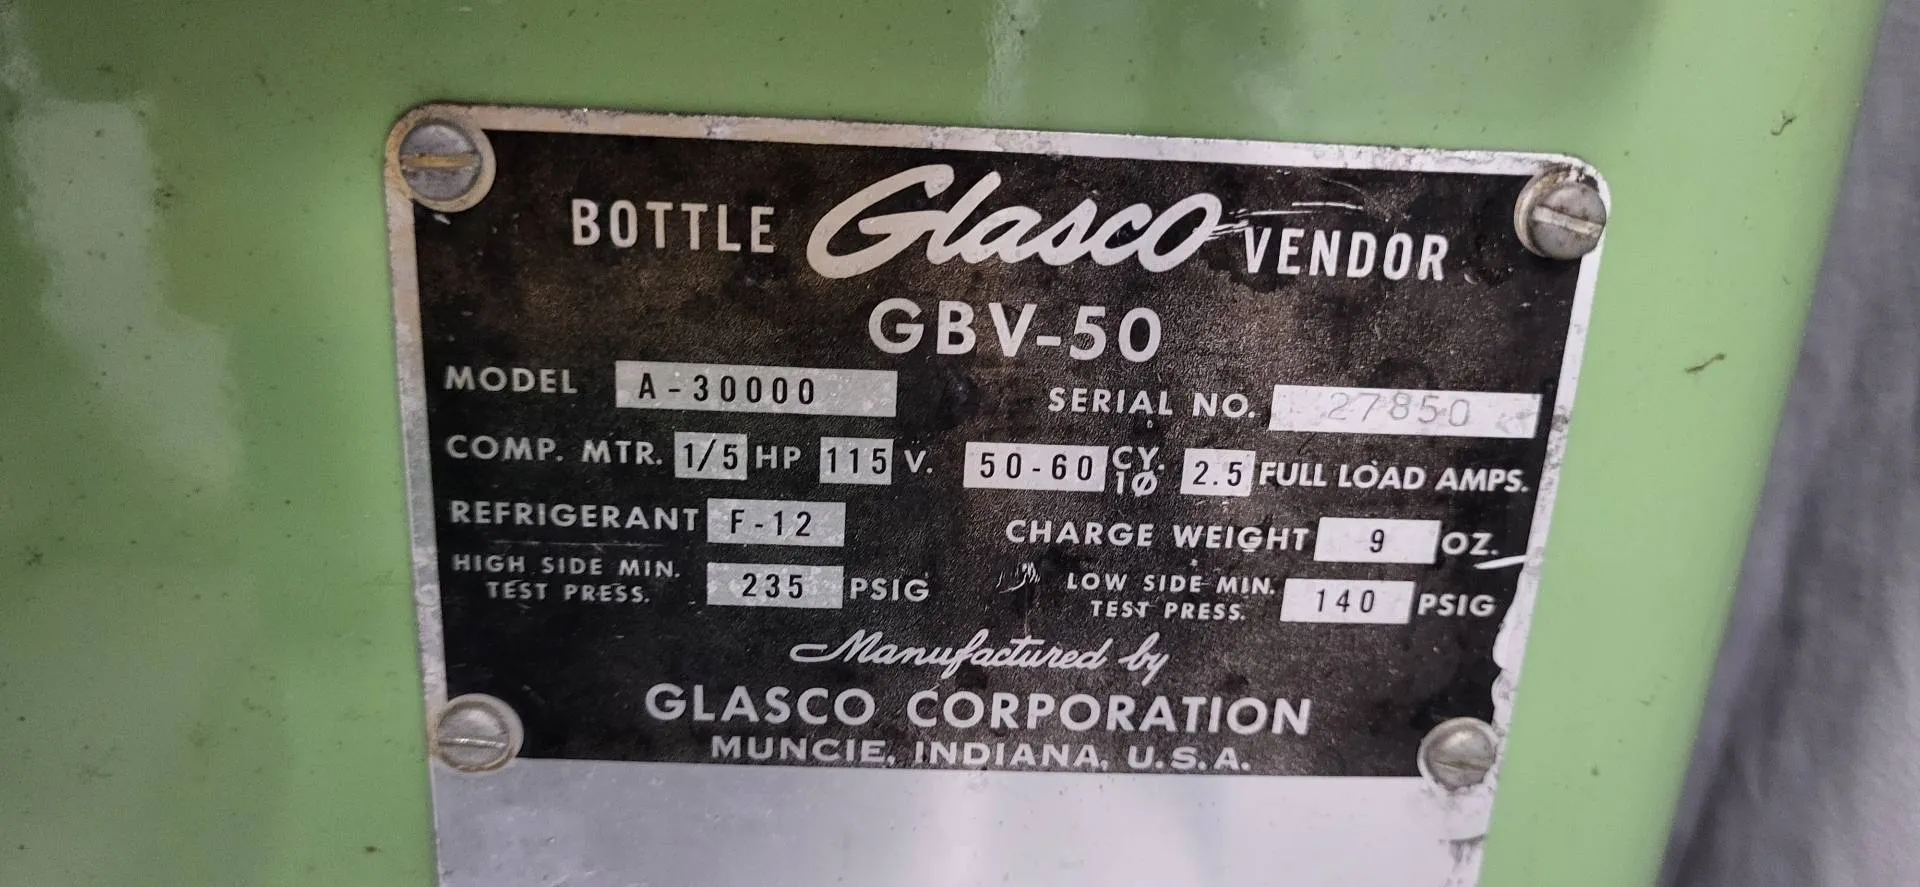 BOTTLE Glasco VENDOR
GBV-50
MODEL A-30000 SERIAL NO. 27850
COMP. MTR. 1/5 HP 115 V. 50-60 CY. 1Ø 2.5 FULL LOAD AMPS.
REFRIGERANT F-12 CHARGE WEIGHT 9 OZ.
HIGH SIDE MIN. TEST PRESS. 235 PSIG LOW SIDE MIN. TEST PRESS. 140 PSIG
Manufactured by
GLASCO CORPORATION
MUNCIE, INDIANA, U.S.A.